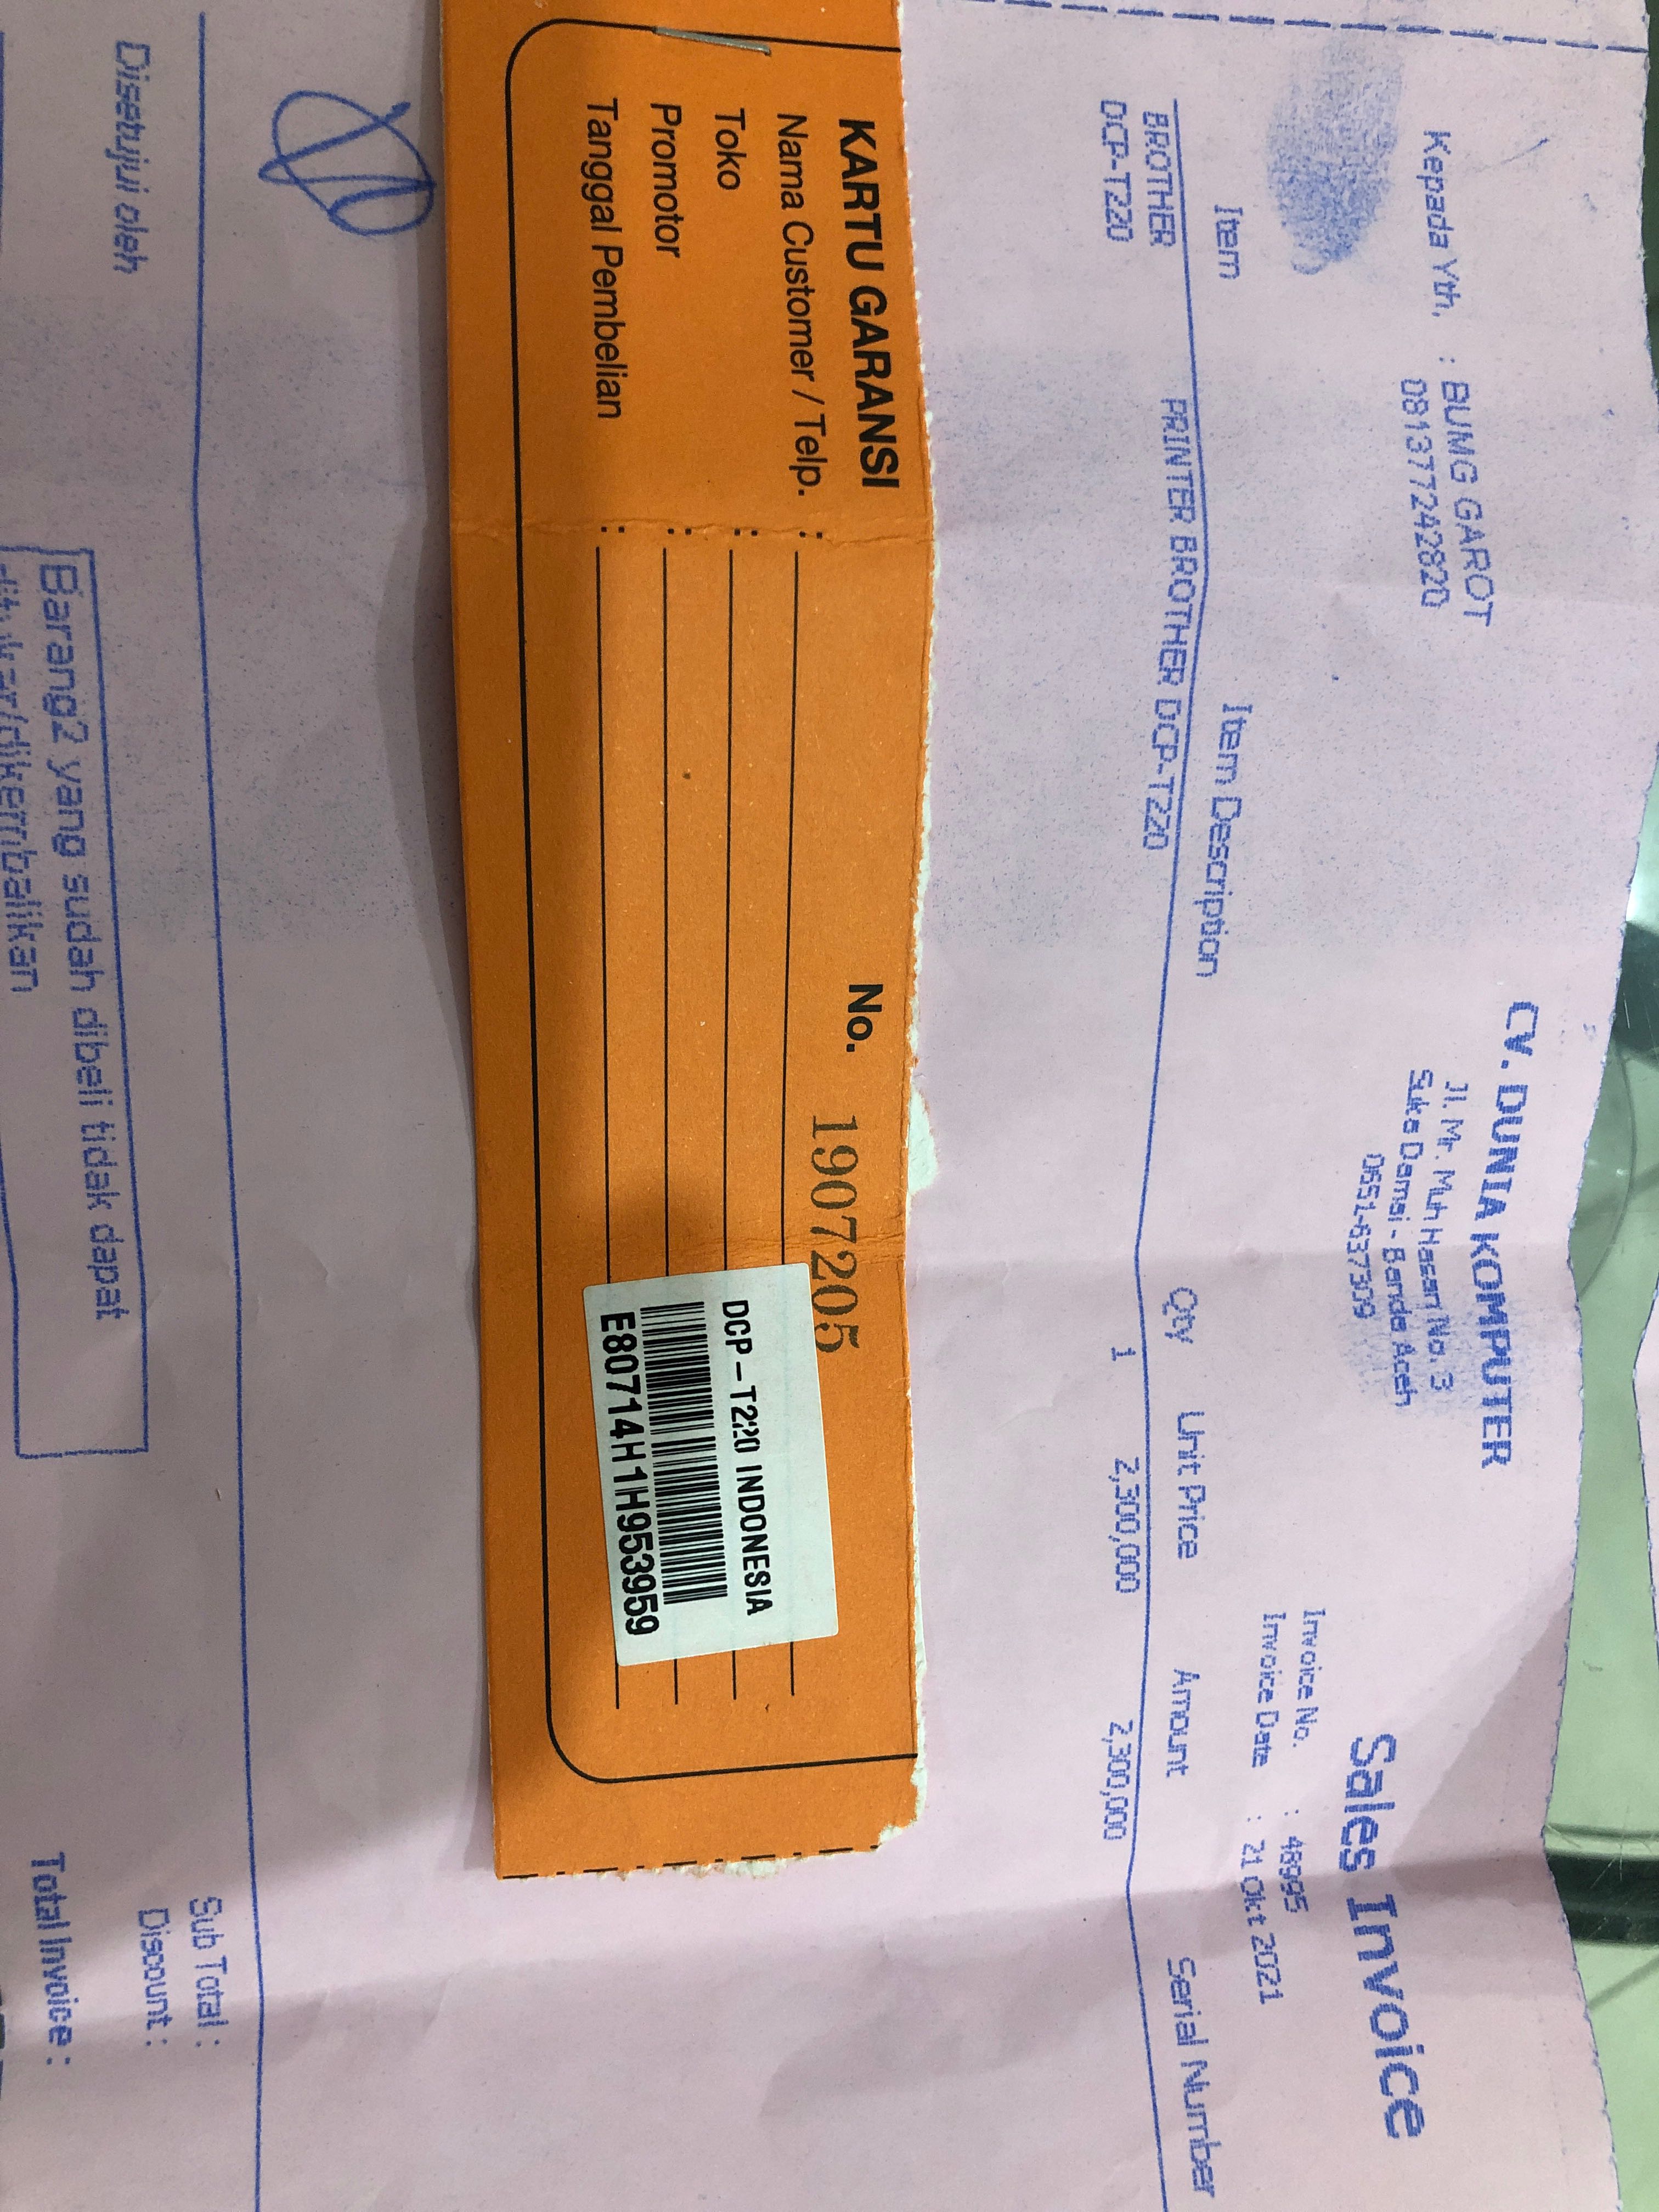 CV. DUNIA KOMPUTER
Jl. Mr. Muh Hasan No. 3
Suka Damai - Banda Aceh
0651-637309
Sales Invoice
Kepada Yth. : BUMG GAROT
081377242820
Invoice No. : 48995
Invoice Date : 21 Okt 2021
Item Item Description Qty Unit Price Amount Serial Number
BROTHER PRINTER BROTHER DCP-T220 1 2,300,000 2,300,000
DCP-T220
KARTU GARANSI No. 1907205
Nama Customer / Telp. :
Toko :
Promotor :
Tanggal Pembelian :
DCP-T220 INDONESIA
E80714H1H953959
Sub Total :
Discount :
Total Invoice :
Disetujui oleh
Barang2 yang sudah dibeli tidak dapat
ditukar/dikembalikan